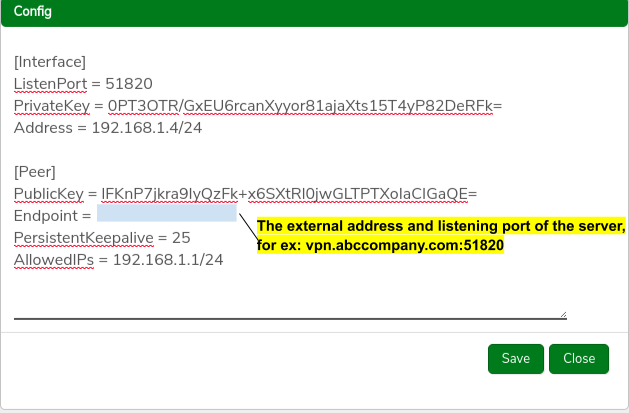 Config
[Interface]
ListenPort = 51820
PrivateKey = 0PT3OTR/GxEU6rcanXyyor81ajaXts15T4yP82DeRFk=
Address = 192.168.1.4/24
[Peer]
PublicKey = IFKnP7jkra9IyQzFk+x6SXtRl0jwGLTPTXolaCIGaQE=
Endpoint =
The external address and listening port of the server,
for ex: vpn.abccompany.com:51820
PersistentKeepalive = 25
AllowedIPs = 192.168.1.1/24
Save
Close